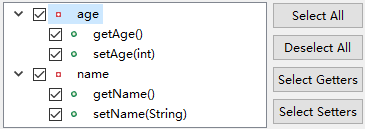 age
getAge()
setAge(int)
name
getName()
setName(String)
Select All
Deselect All
Select Getters
Select Setters